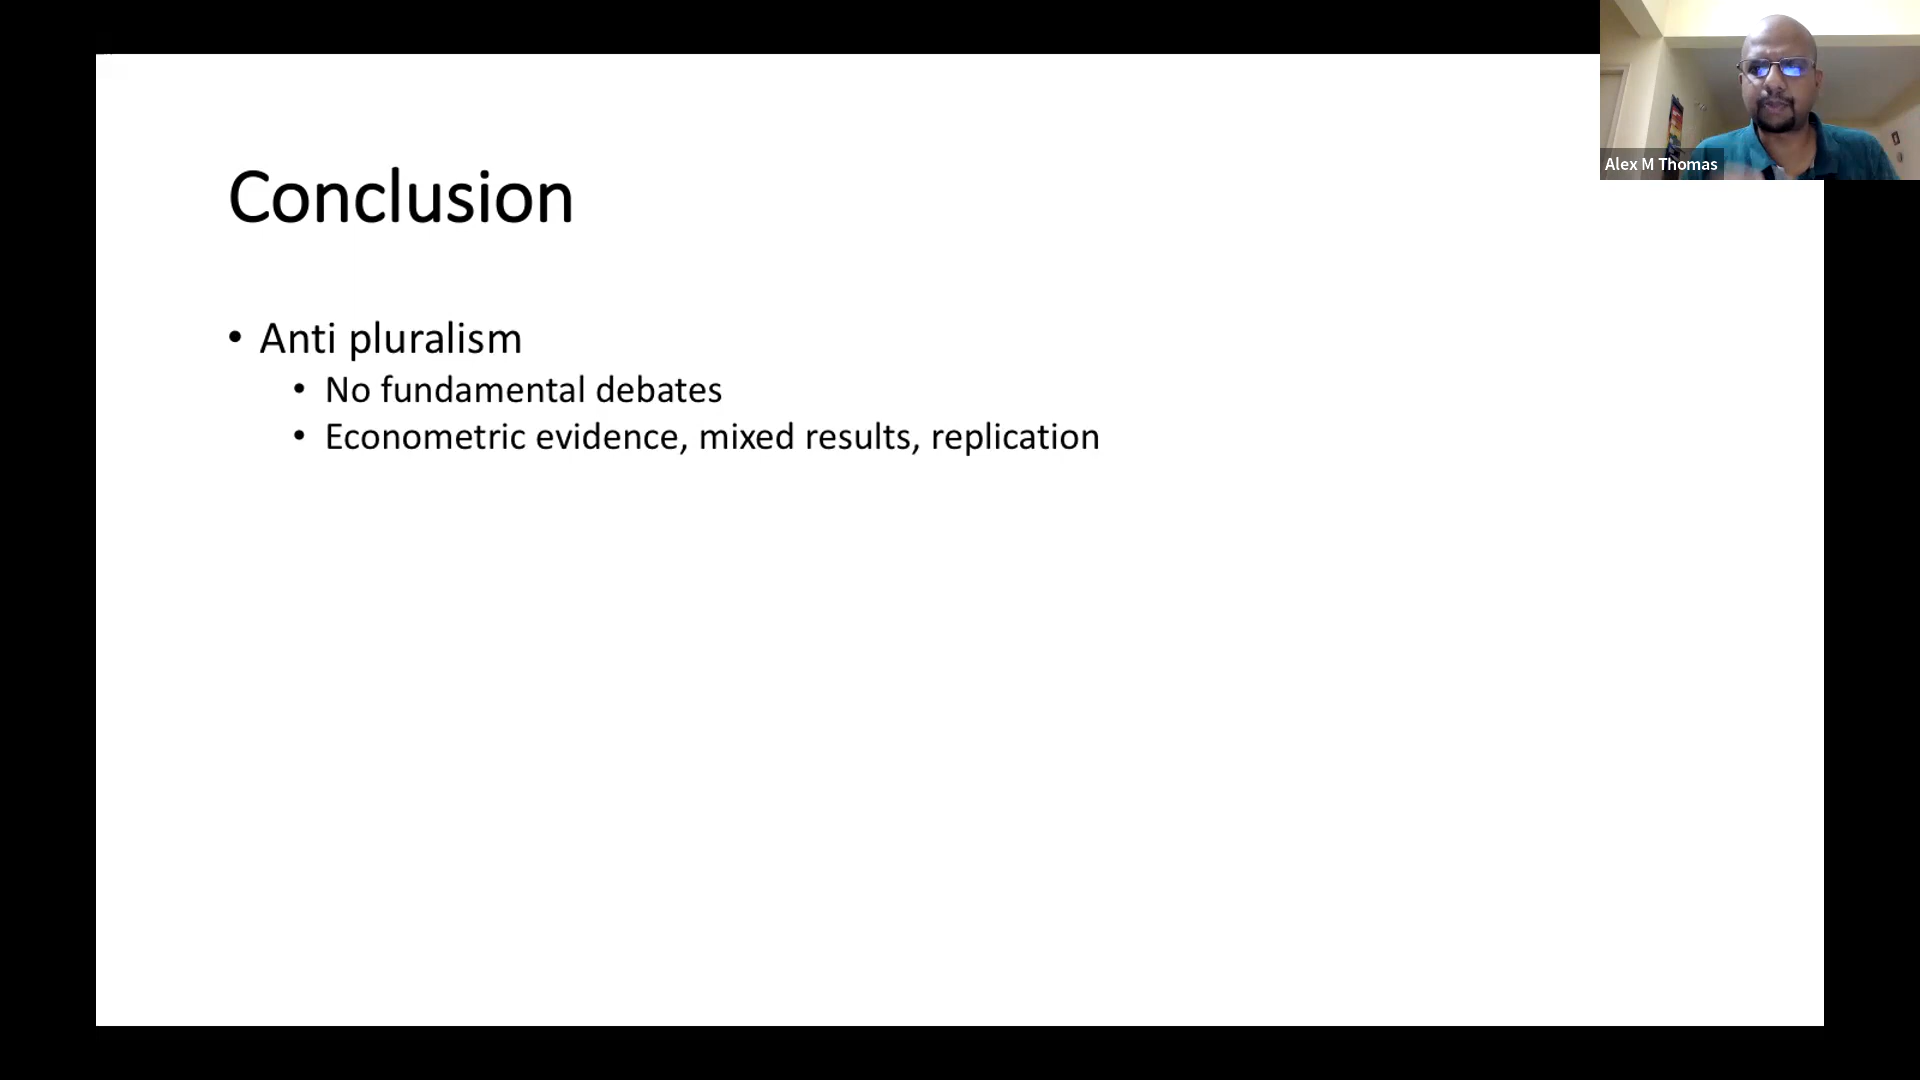 Conclusion
• Anti pluralism
• No fundamental debates
• Econometric evidence, mixed results, replication
Alex M Thomas